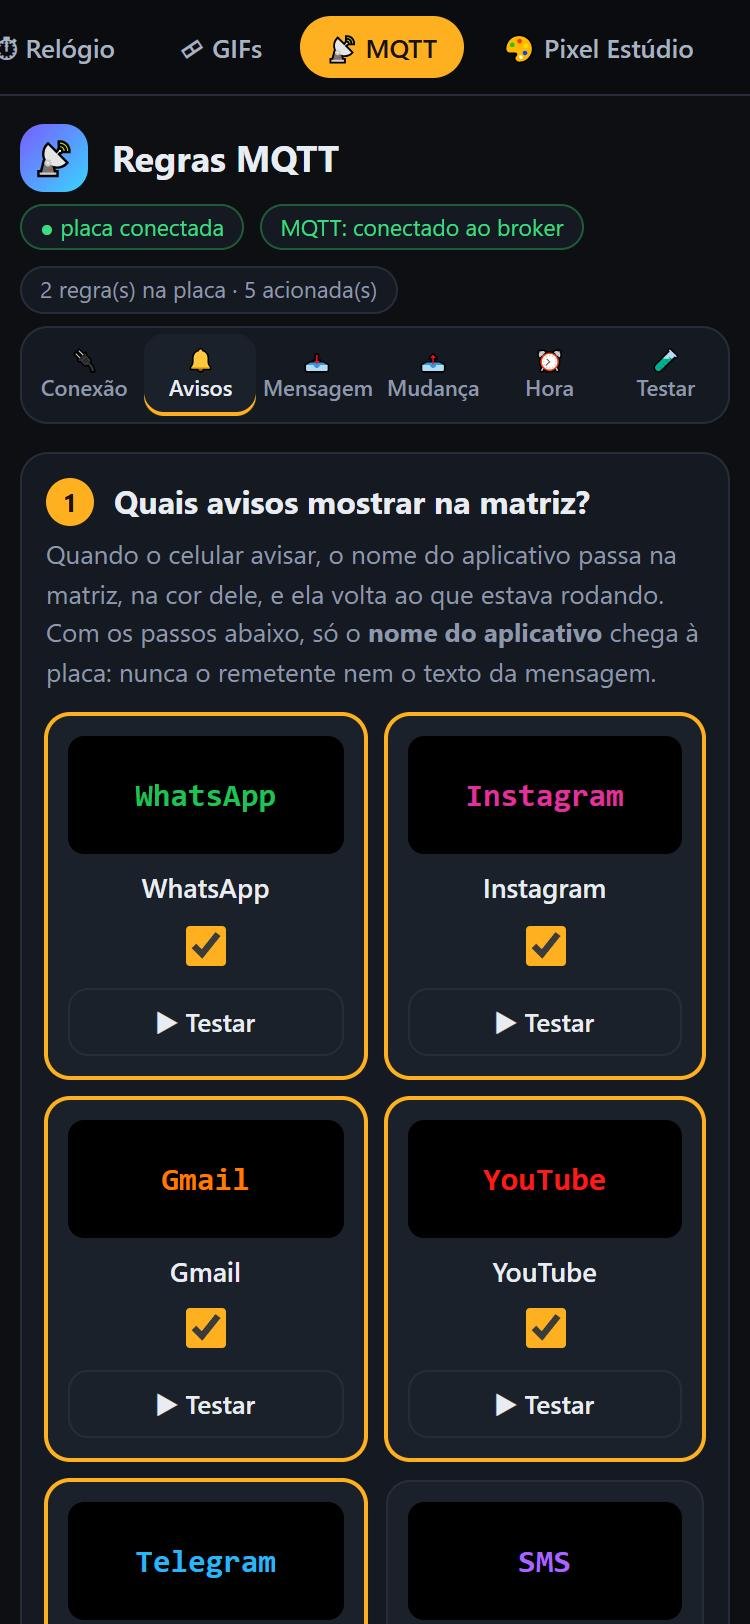 Relógio
GIFs
MQTT
Pixel Estúdio
Regras MQTT
placa conectada
MQTT: conectado ao broker
2 regra(s) na placa · 5 acionada(s)
Conexão
Avisos
Mensagem
Mudança
Hora
Testar
1
Quais avisos mostrar na matriz?
Quando o celular avisar, o nome do aplicativo passa na
matriz, na cor dele, e ela volta ao que estava rodando.
Com os passos abaixo, só o nome do aplicativo chega à
placa: nunca o remetente nem o texto da mensagem.
WhatsApp
Instagram
WhatsApp
Instagram
▶ Testar
▶ Testar
Gmail
YouTube
Gmail
YouTube
▶ Testar
▶ Testar
Telegram
SMS